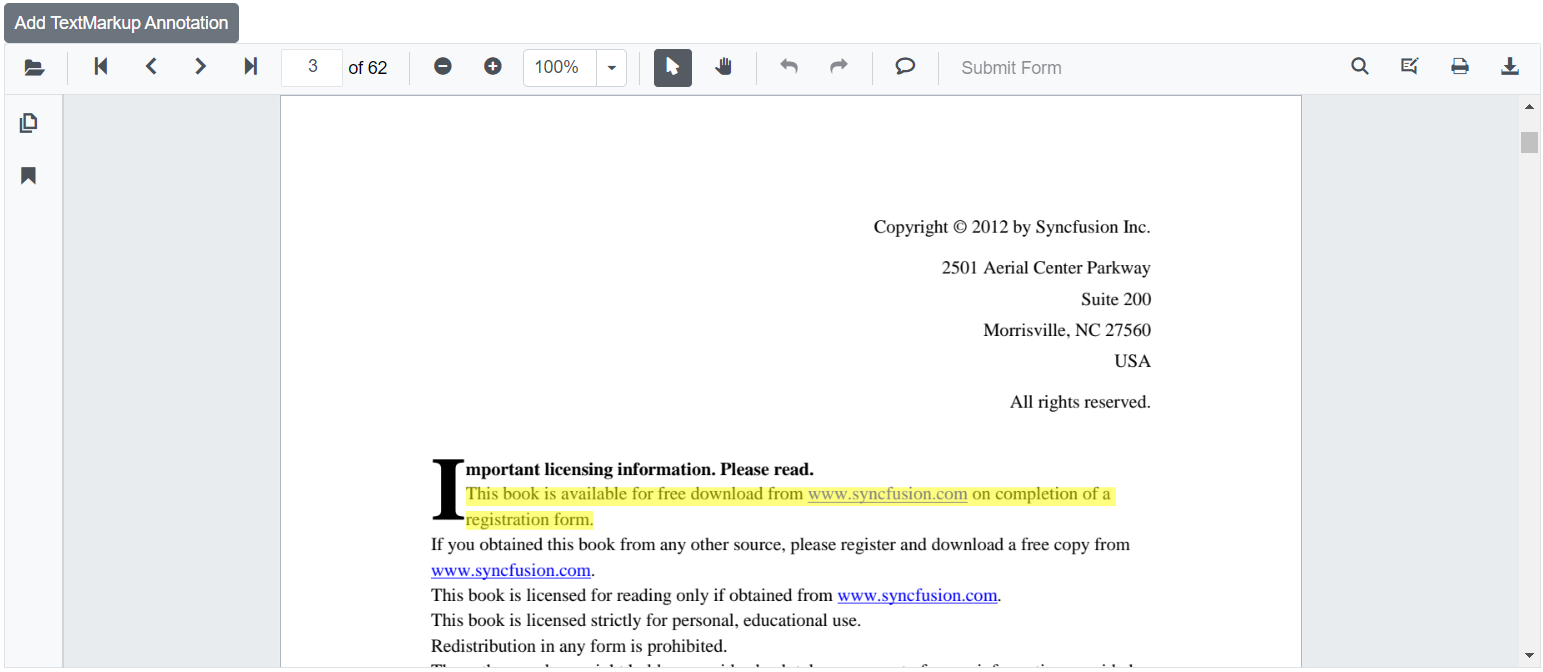 Add TextMarkup Annotation
3 of 62 100% Submit Form
Copyright © 2012 by Syncfusion Inc.
2501 Aerial Center Parkway
Suite 200
Morrisville, NC 27560
USA
All rights reserved.
Important licensing information. Please read.
This book is available for free download from www.syncfusion.com on completion of a
registration form.
If you obtained this book from any other source, please register and download a free copy from
www.syncfusion.com.
This book is licensed for reading only if obtained from www.syncfusion.com.
This book is licensed strictly for personal, educational use.
Redistribution in any form is prohibited.